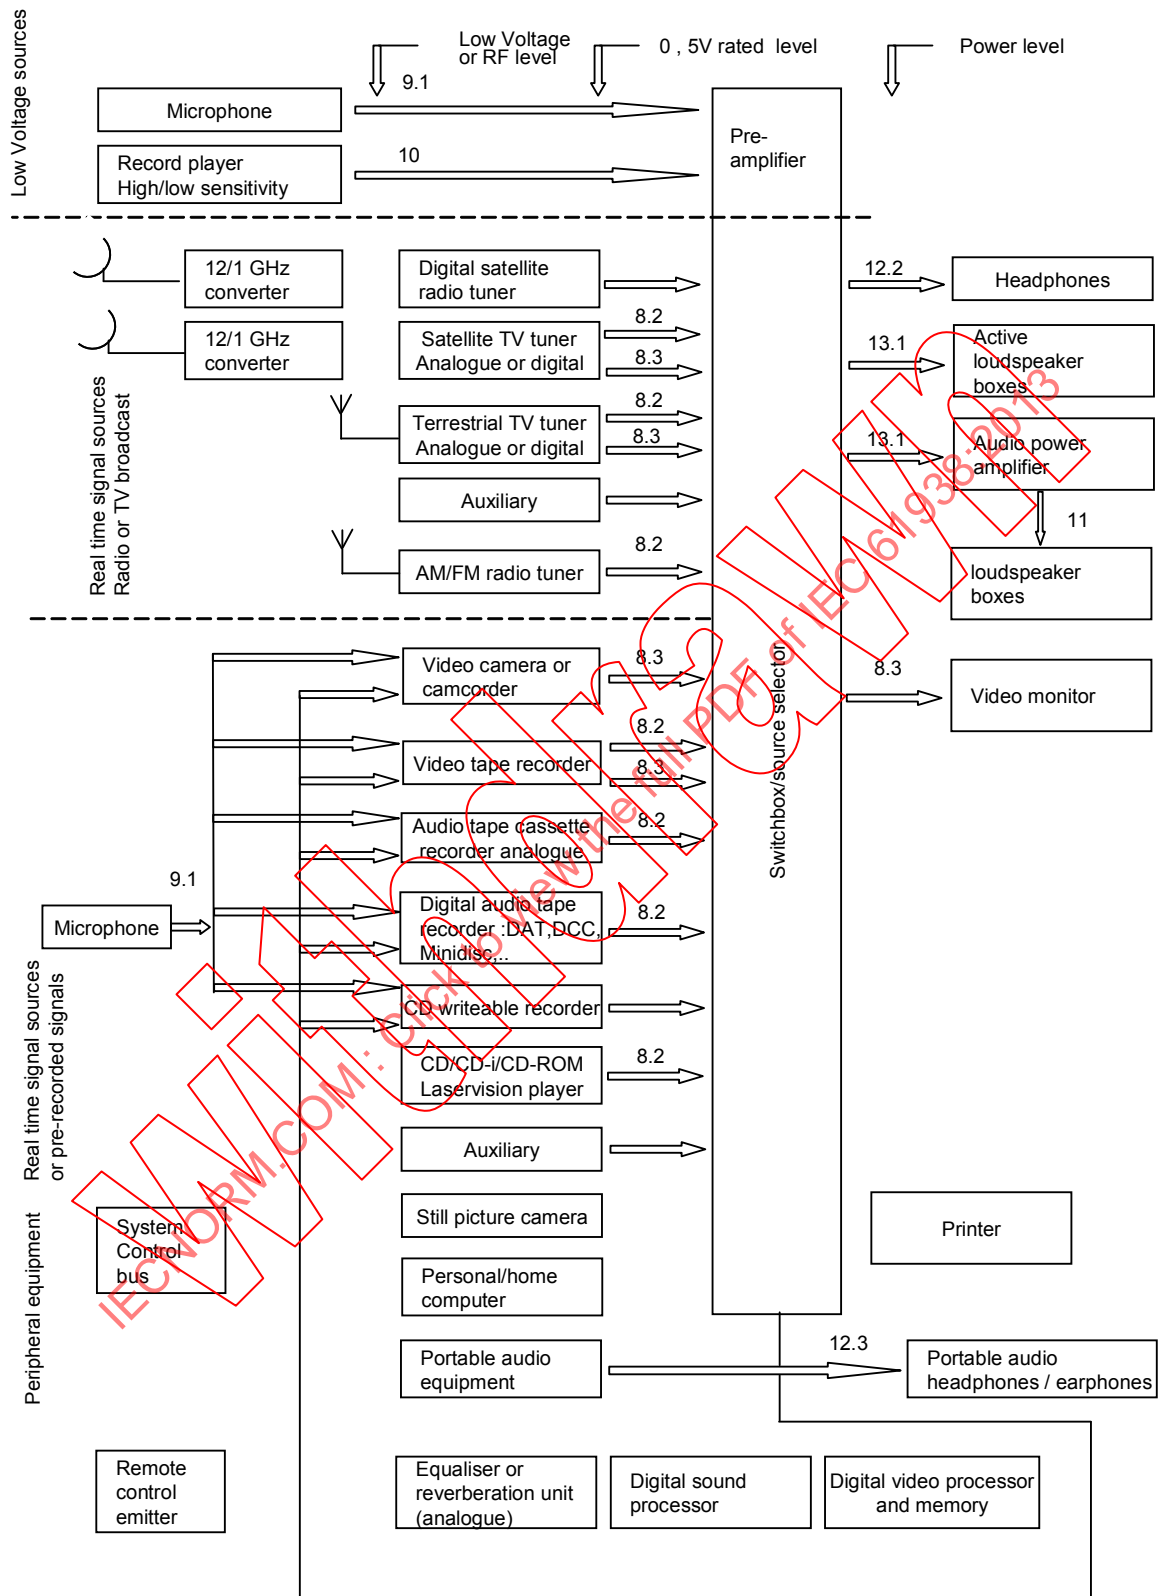 Low Voltage sources
Low Voltage
or RF level
0 , 5V rated level
Power level
9.1
Microphone
Pre-
amplifier
10
Record player
High/low sensitivity
Real time signal sources
Radio or TV broadcast
12/1 GHz
converter
Digital satellite
radio tuner
12.2
Headphones
12/1 GHz
converter
Satellite TV tuner
Analogue or digital
8.2
8.3
13.1
Active
loudspeaker
boxes
Terrestrial TV tuner
Analogue or digital
8.2
8.3
13.1
Audio power
amplifier
Auxiliary
11
AM/FM radio tuner
8.2
loudspeaker
boxes
Switchbox/source selector
Video camera or
camcorder
8.3
8.3
Video monitor
Video tape recorder
8.2
8.3
Audio tape cassette
recorder analogue
8.2
9.1
Microphone
Real time signal sources
or pre-recorded signals
Digital audio tape
recorder :DAT,DCC,
Minidisc,..
8.2
CD writeable recorder
CD/CD-i/CD-ROM
Laservision player
8.2
Auxiliary
Peripheral equipment
System
Control
bus
Still picture camera
Printer
Personal/home
computer
Portable audio
equipment
12.3
Portable audio
headphones / earphones
Remote
control
emitter
Equaliser or
reverberation unit
(analogue)
Digital sound
processor
Digital video processor
and memory
IECNORM.COM : Click to view the full PDF of IEC 61938:2013